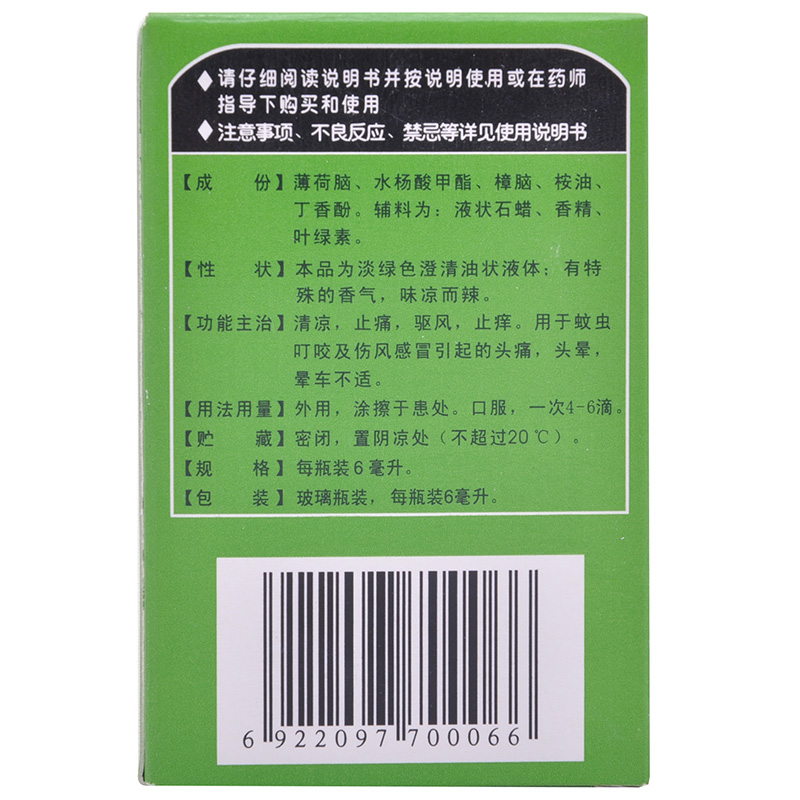 ◆请仔细阅读说明书并按说明使用或在药师
指导下购买和使用
◆注意事项、不良反应、禁忌等详见使用说明书
【成 份】薄荷脑、水杨酸甲酯、樟脑、桉油、
丁香酚。辅料为：液状石蜡、香精、
叶绿素。
【性 状】本品为淡绿色澄清油状液体；有特
殊的香气，味凉而辣。
【功能主治】清凉，止痛，驱风，止痒。用于蚊虫
叮咬及伤风感冒引起的头痛，头晕，
晕车不适。
【用法用量】外用，涂擦于患处。口服，一次4-6滴。
【贮 藏】密闭，置阴凉处（不超过20℃）。
【规 格】每瓶装6毫升。
【包 装】玻璃瓶装，每瓶装6毫升。
6 922097 700066